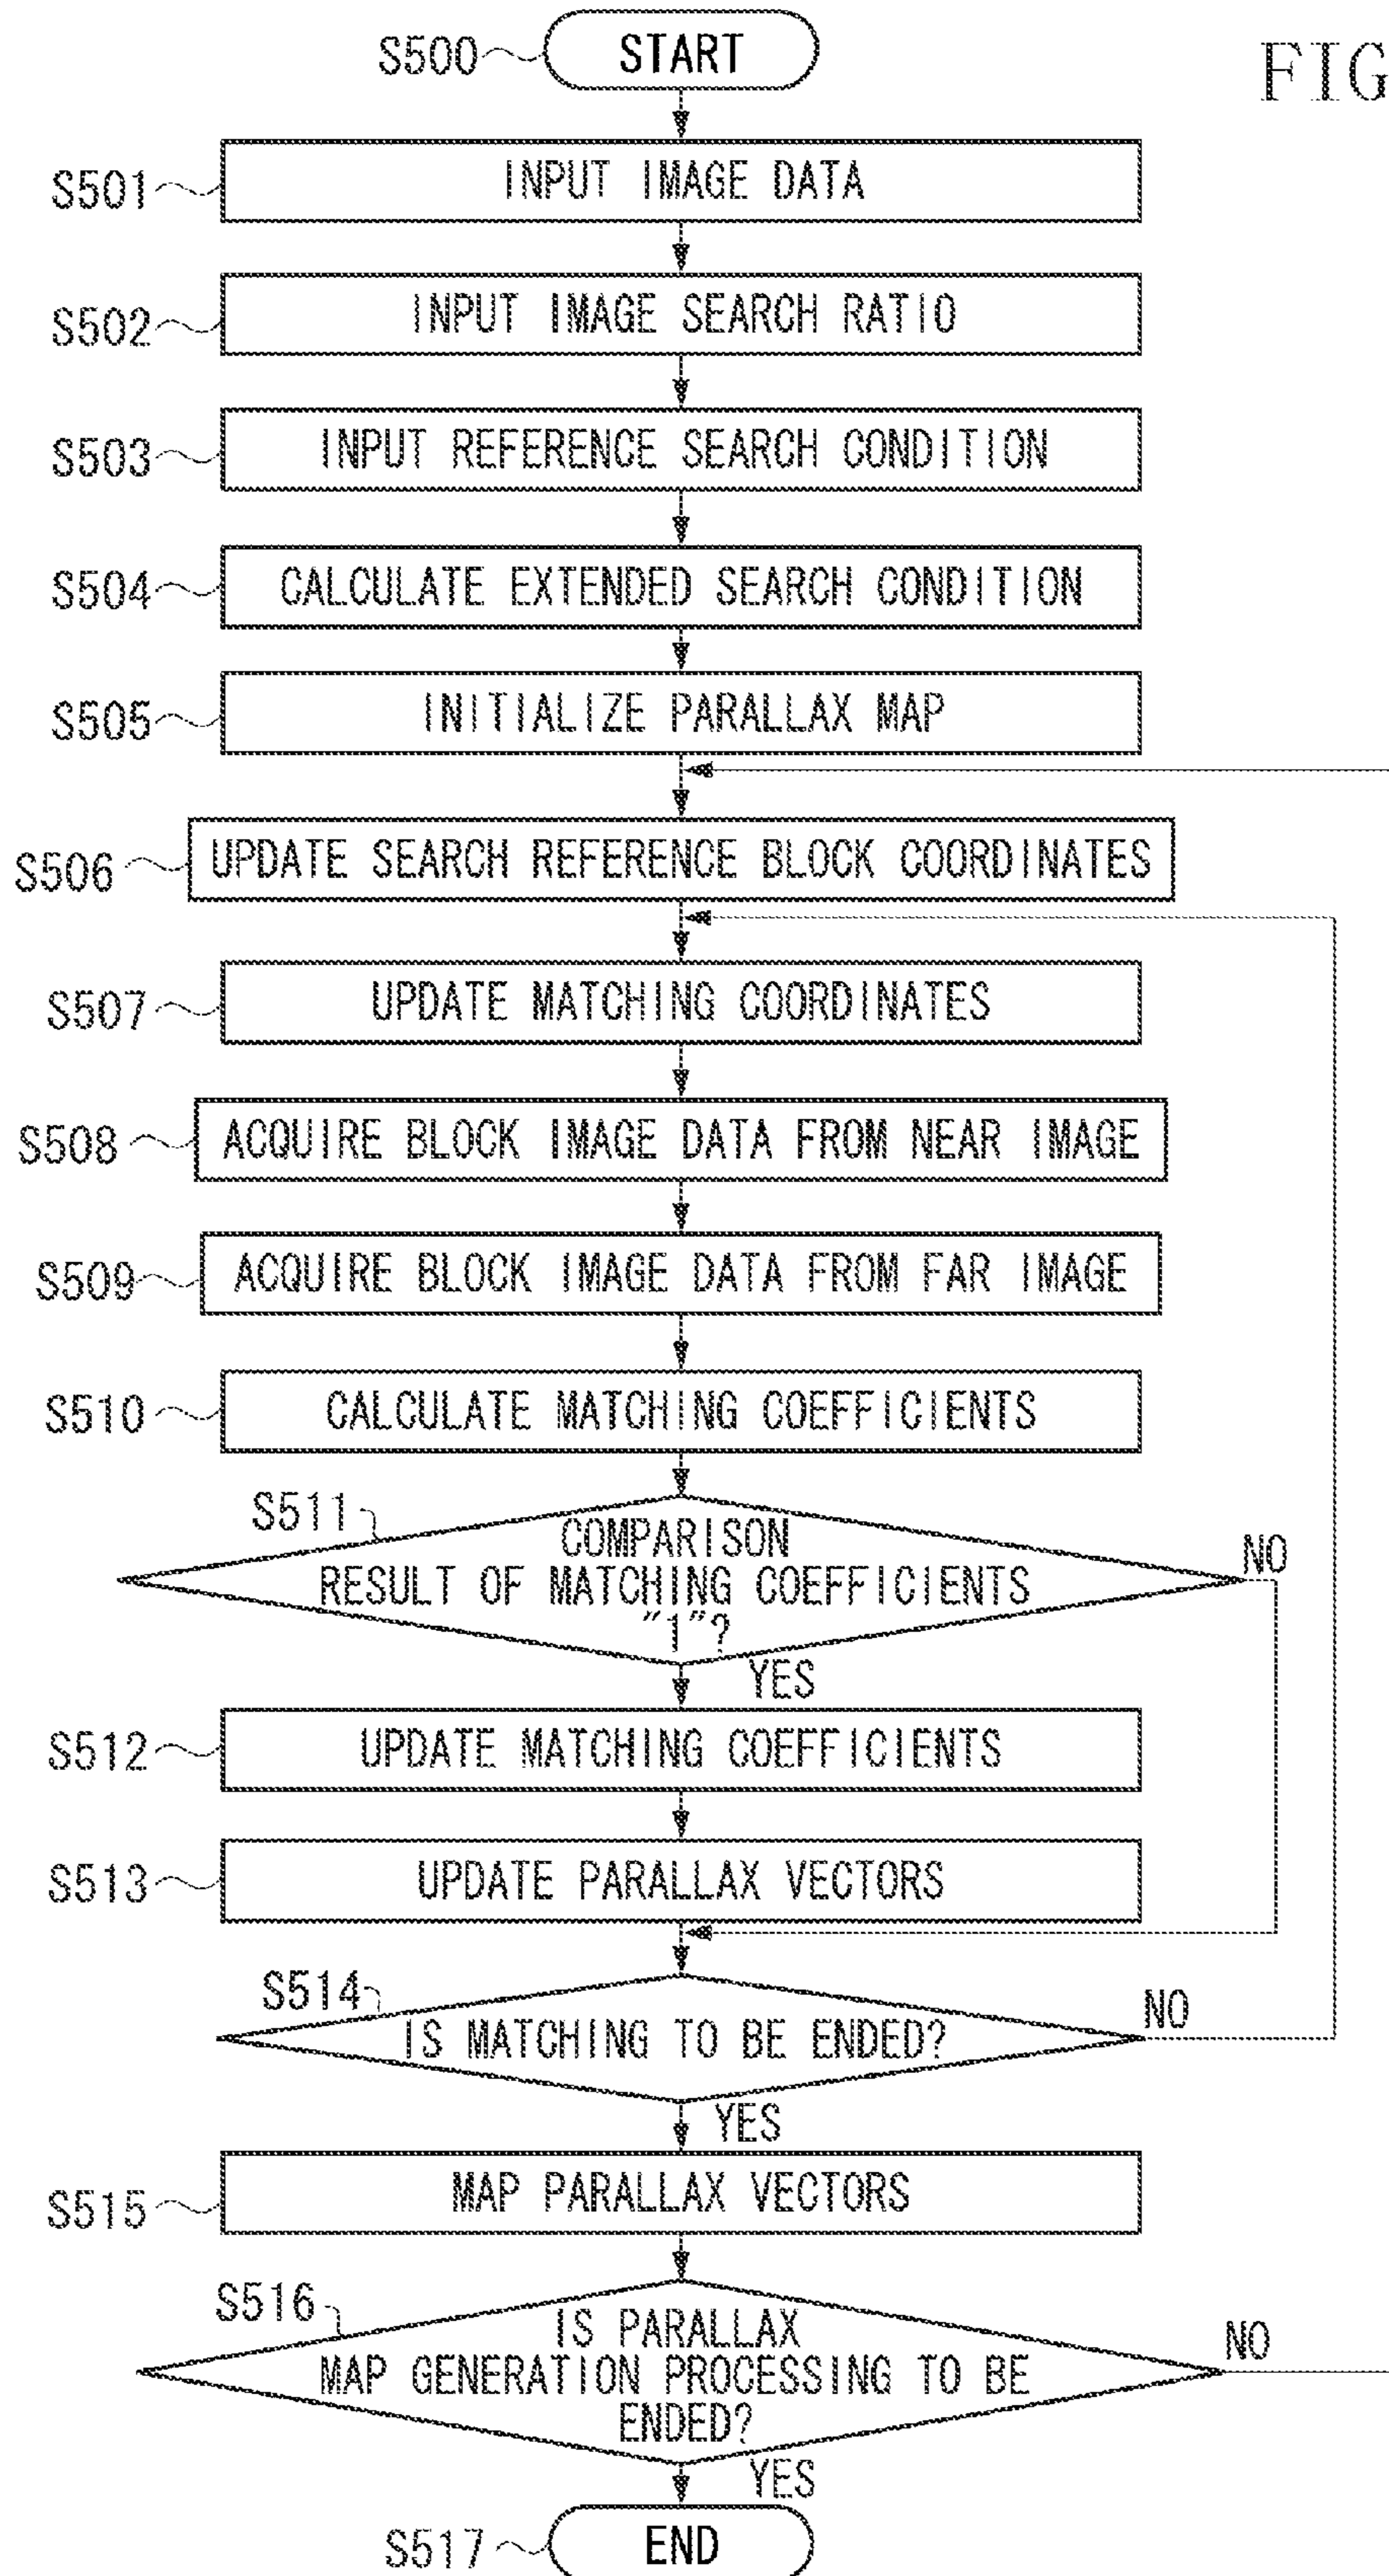 FIG
S500
START
S501
INPUT IMAGE DATA
S502
INPUT IMAGE SEARCH RATIO
S503
INPUT REFERENCE SEARCH CONDITION
S504
CALCULATE EXTENDED SEARCH CONDITION
S505
INITIALIZE PARALLAX MAP
S506
UPDATE SEARCH REFERENCE BLOCK COORDINATES
S507
UPDATE MATCHING COORDINATES
S508
ACQUIRE BLOCK IMAGE DATA FROM NEAR IMAGE
S509
ACQUIRE BLOCK IMAGE DATA FROM FAR IMAGE
S510
CALCULATE MATCHING COEFFICIENTS
S511
COMPARISON
RESULT OF MATCHING COEFFICIENTS
"1"?
NO
YES
S512
UPDATE MATCHING COEFFICIENTS
S513
UPDATE PARALLAX VECTORS
S514
IS MATCHING TO BE ENDED?
NO
YES
S515
MAP PARALLAX VECTORS
S516
IS PARALLAX
MAP GENERATION PROCESSING TO BE
ENDED?
NO
YES
S517
END